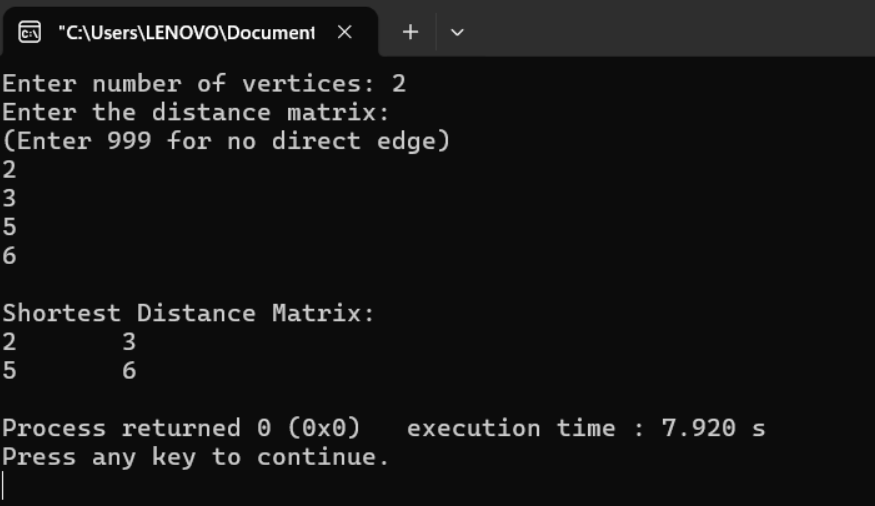 "C:\Users\LENOVO\Document
Enter number of vertices: 2
Enter the distance matrix:
(Enter 999 for no direct edge)
2
3
5
6
Shortest Distance Matrix:
2 3
5 6
Process returned 0 (0x0) execution time : 7.920 s
Press any key to continue.